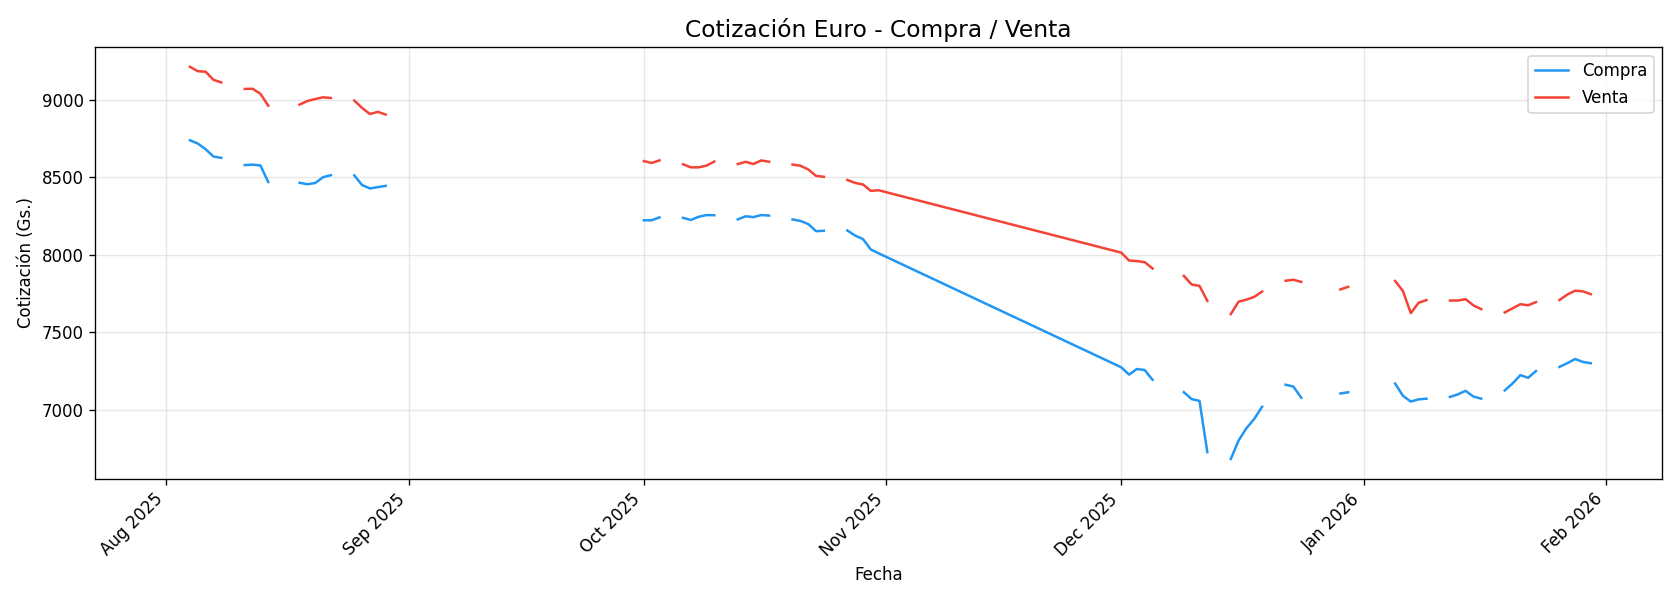 Cotización Euro - Compra / Venta
Compra
Venta
Cotización (Gs.)
9000
8500
8000
7500
7000
Aug 2025
Sep 2025
Oct 2025
Nov 2025
Dec 2025
Jan 2026
Feb 2026
Fecha